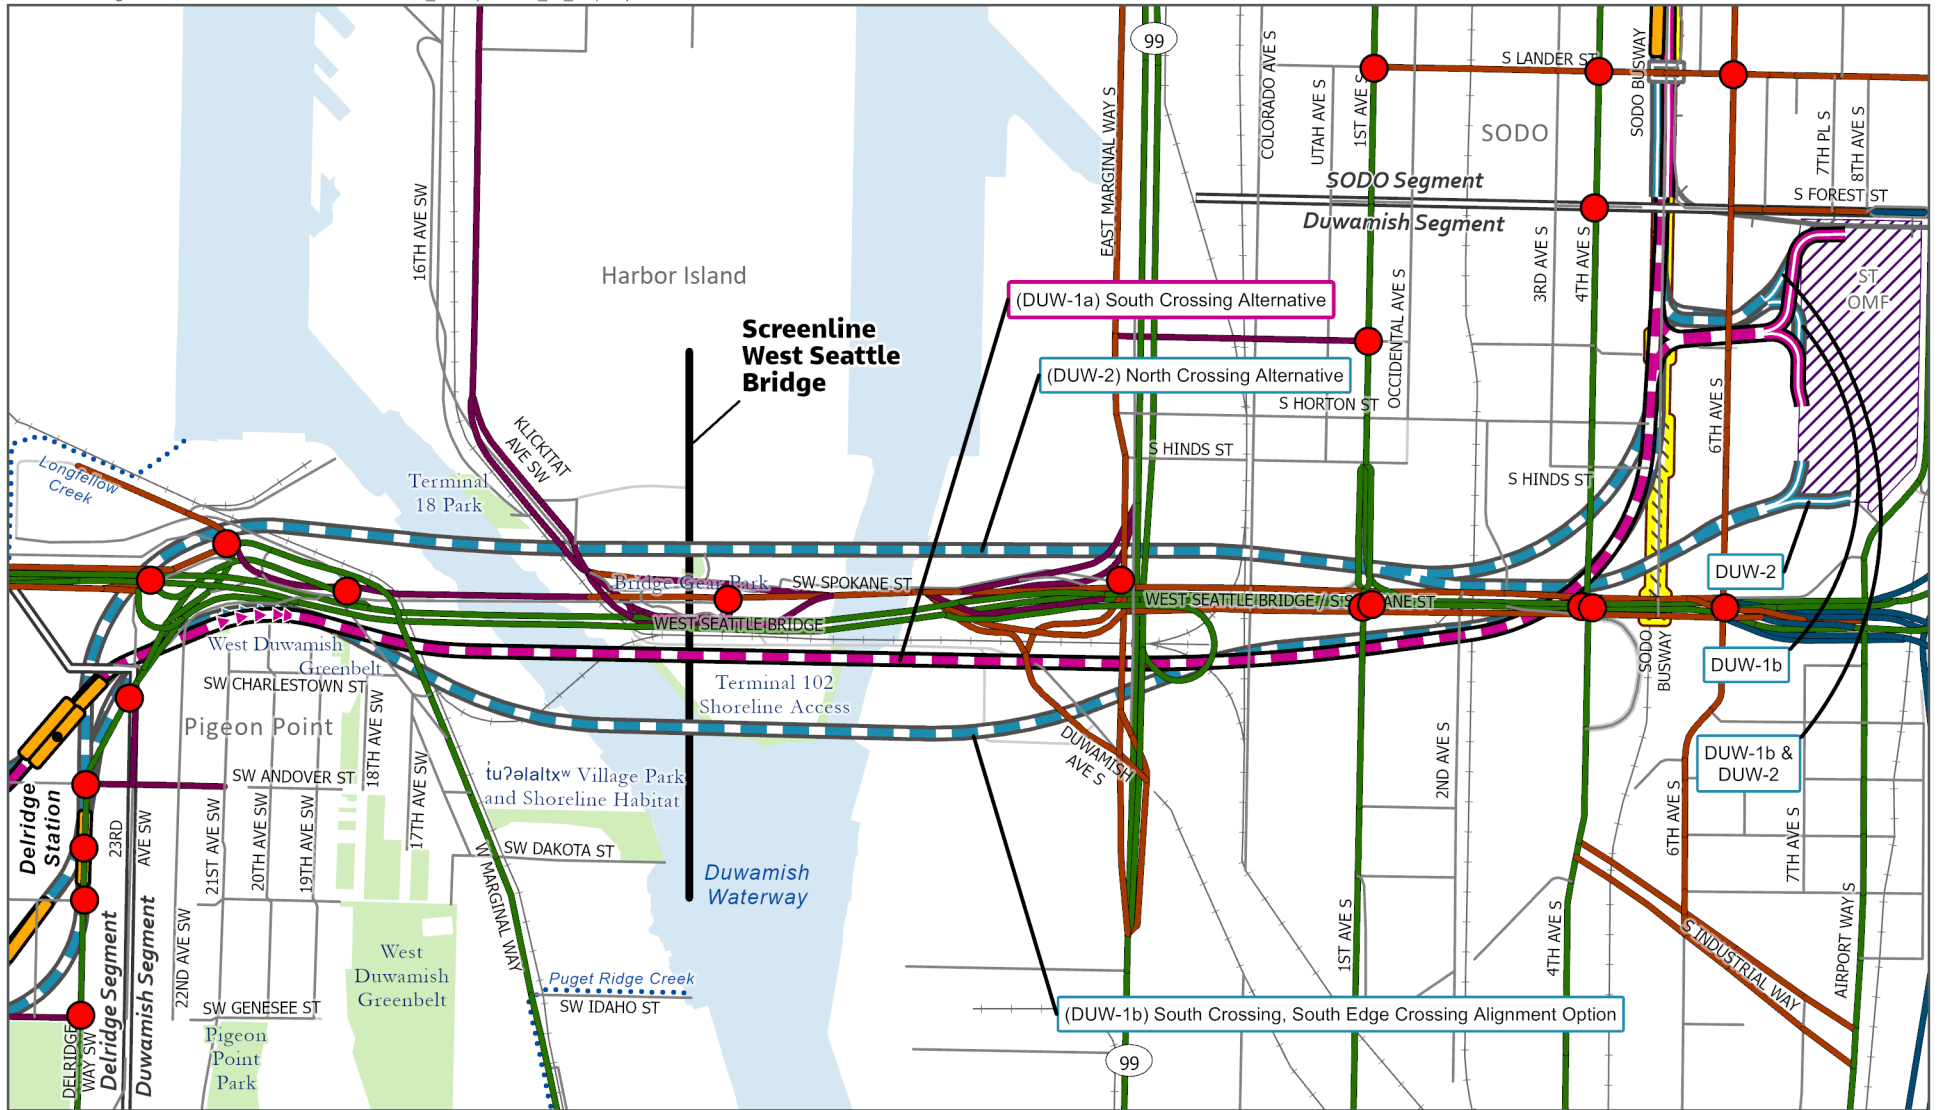 99
COLORADO AVE S
UTAH AVE S
1ST AVE S
S LANDER ST
SODO BUSWAY
SODO
7TH PL S
8TH AVE S
EAST MARGINAL WAY S
16TH AVE SW
SODO Segment
Duwamish Segment
S FOREST ST
3RD AVE S
4TH AVE S
Harbor Island
ST
OMF
(DUW-1a) South Crossing Alternative
Screenline
West Seattle
Bridge
OCCIDENTAL AVE S
(DUW-2) North Crossing Alternative
S HORTON ST
6TH AVE S
KLICKITAT
AVE SW
S HINDS ST
S HINDS ST
Longfellow
Creek
Terminal
18 Park
Bridge Gear Park
SW SPOKANE ST
DUW-2
WEST SEATTLE BRIDGE
WEST SEATTLE BRIDGE / S S ANE ST
West Duwamish
Greenbelt
SODO
BUSWAY
DUW-1b
SW CHARLESTOWN ST
Terminal 102
Shoreline Access
Pigeon Point
18TH AVE SW
17TH AVE SW
DUWAMISH
AVE S
2ND AVE S
DUW-1b &
DUW-2
SW ANDOVER ST
t̓uʔəlaltxʷ Village Park
and Shoreline Habitat
Delridge
Station
23RD
AVE SW
21ST AVE SW
20TH AVE SW
19TH AVE SW
6TH AVE S
7TH AVE S
SW DAKOTA ST
W MARGINAL WAY
Duwamish
Waterway
22ND AVE SW
Delridge Segment
Duwamish Segment
West
Duwamish
Greenbelt
1ST AVE S
4TH AVE S
S INDUSTRIAL WAY
AIRPORT WAY S
Puget Ridge Creek
SW IDAHO ST
SW GENESEE ST
(DUW-1b) South Crossing, South Edge Crossing Alignment Option
Pigeon
Point
Park
DELRIDGE
WAY SW
99